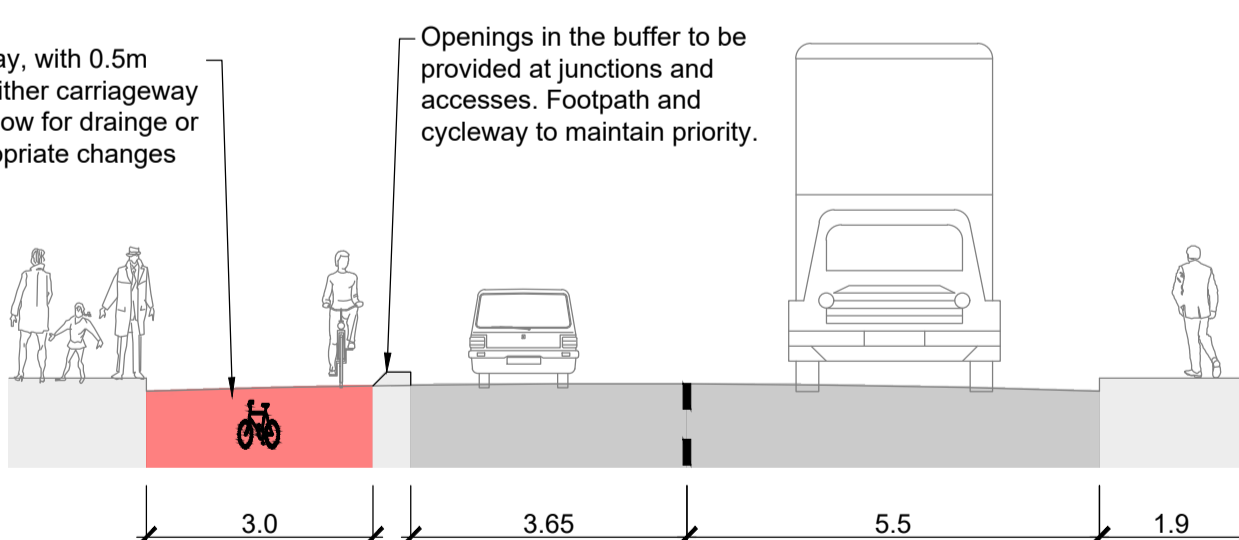 ay, with 0.5m
ither carriageway
ow for drainge or
opriate changes
Openings in the buffer to be
provided at junctions and
accesses. Footpath and
cycleway to maintain priority.
3.0
3.65
5.5
1.9